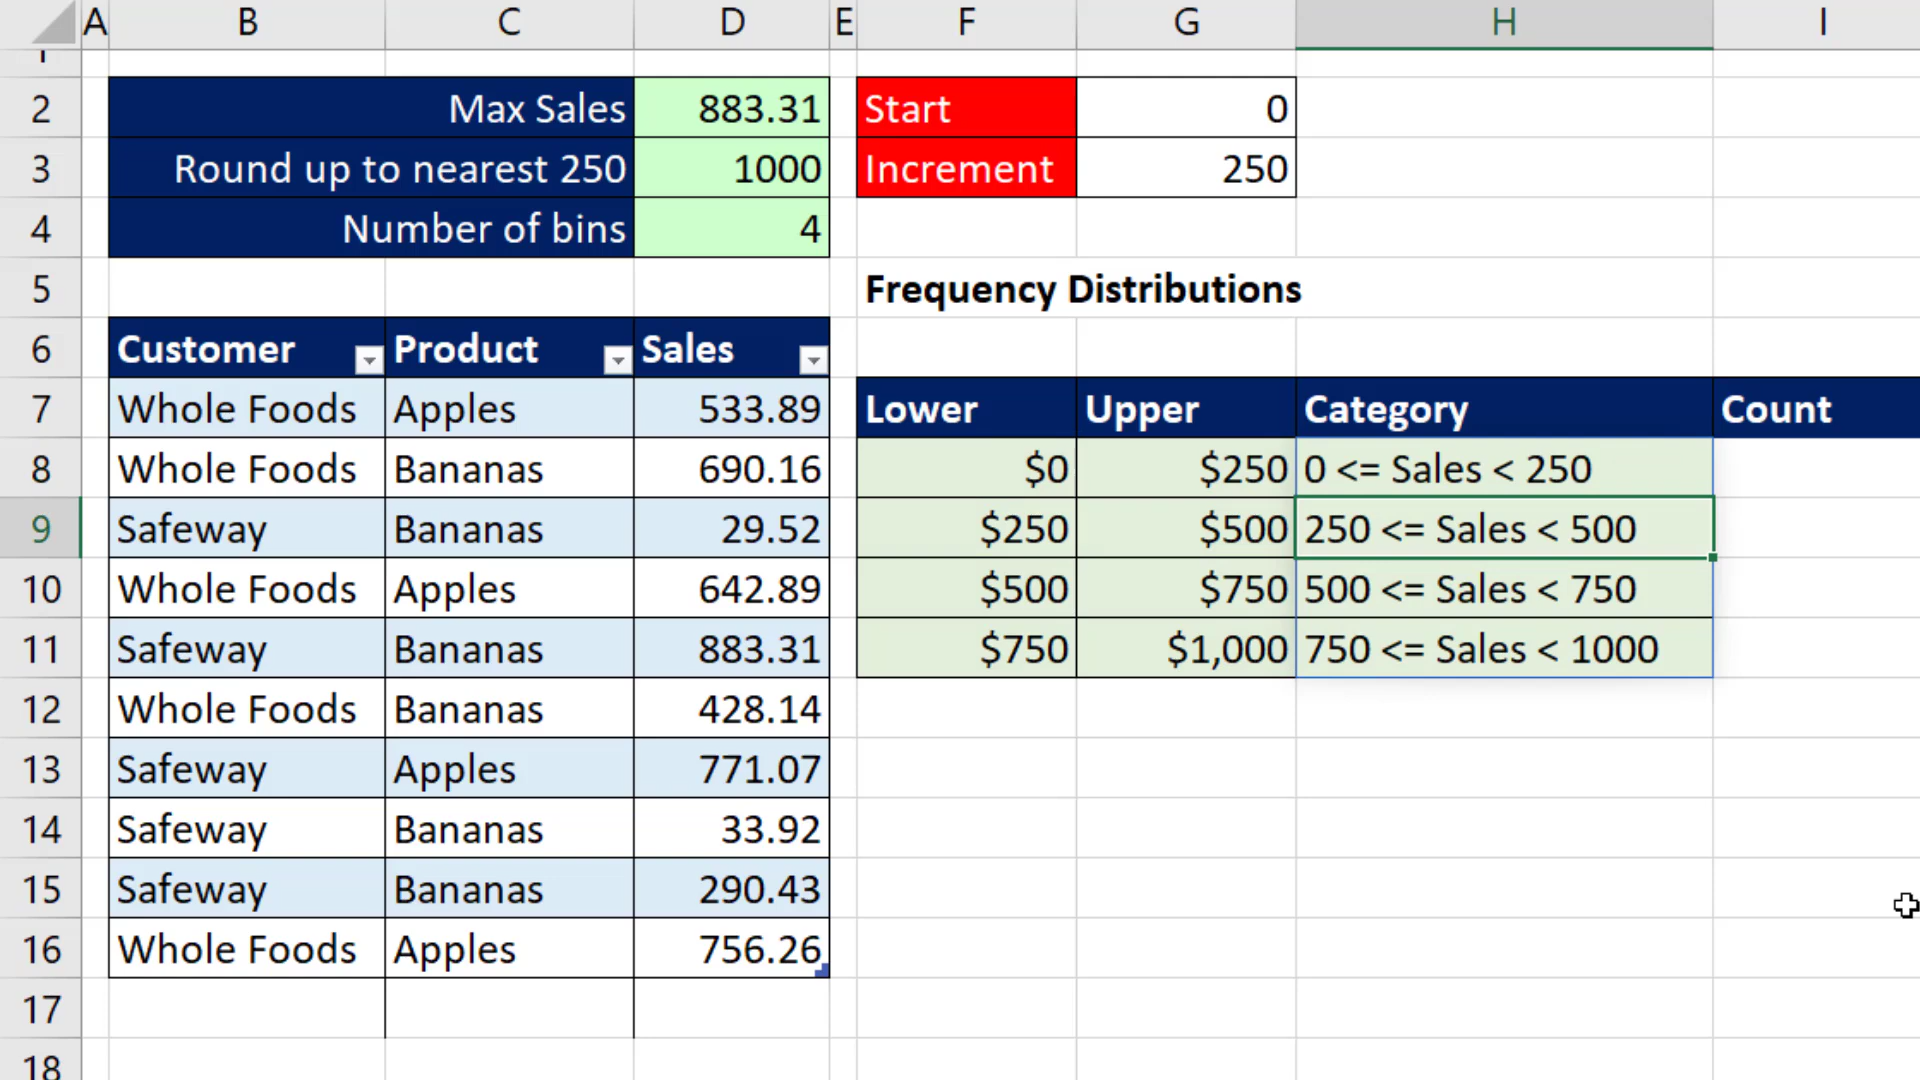 A B C D E F G H I
1
2 Max Sales 883.31 Start 0
3 Round up to nearest 250 1000 Increment 250
4 Number of bins 4
5 Frequency Distributions
6 Customer Product Sales
7 Whole Foods Apples 533.89 Lower Upper Category Count
8 Whole Foods Bananas 690.16 $0 $250 0 <= Sales < 250
9 Safeway Bananas 29.52 $250 $500 250 <= Sales < 500
10 Whole Foods Apples 642.89 $500 $750 500 <= Sales < 750
11 Safeway Bananas 883.31 $750 $1,000 750 <= Sales < 1000
12 Whole Foods Bananas 428.14
13 Safeway Apples 771.07
14 Safeway Bananas 33.92
15 Safeway Bananas 290.43
16 Whole Foods Apples 756.26
17
18